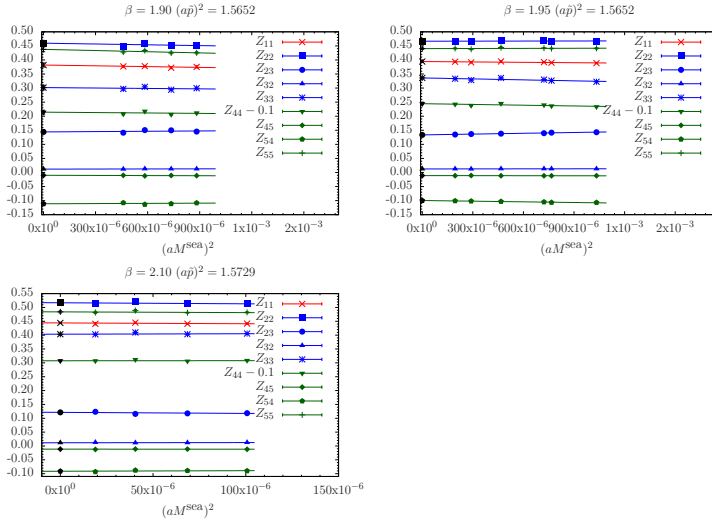 β = 1.90 (ap̃)² = 1.5652
0.50
0.45
0.40
0.35
0.30
0.25
0.20
0.15
0.10
0.05
0.00
-0.05
-0.10
-0.15
Z₁₁
Z₂₂
Z₂₃
Z₃₂
Z₃₃
Z₄₄ − 0.1
Z₄₅
Z₅₄
Z₅₅
0x10⁰ 300x10⁻⁶ 600x10⁻⁶ 900x10⁻⁶ 1x10⁻³ 2x10⁻³
(aMˢᵉᵃ)²
β = 1.95 (ap̃)² = 1.5652
0.50
0.45
0.40
0.35
0.30
0.25
0.20
0.15
0.10
0.05
0.00
-0.05
-0.10
-0.15
Z₁₁
Z₂₂
Z₂₃
Z₃₂
Z₃₃
Z₄₄ − 0.1
Z₄₅
Z₅₄
Z₅₅
0x10⁰ 300x10⁻⁶ 600x10⁻⁶ 900x10⁻⁶ 1x10⁻³ 2x10⁻³
(aMˢᵉᵃ)²
β = 2.10 (ap̃)² = 1.5729
0.55
0.50
0.45
0.40
0.35
0.30
0.25
0.20
0.15
0.10
0.05
0.00
-0.05
-0.10
Z₁₁
Z₂₂
Z₂₃
Z₃₂
Z₃₃
Z₄₄ − 0.1
Z₄₅
Z₅₄
Z₅₅
0x10⁰ 50x10⁻⁶ 100x10⁻⁶ 150x10⁻⁶
(aMˢᵉᵃ)²